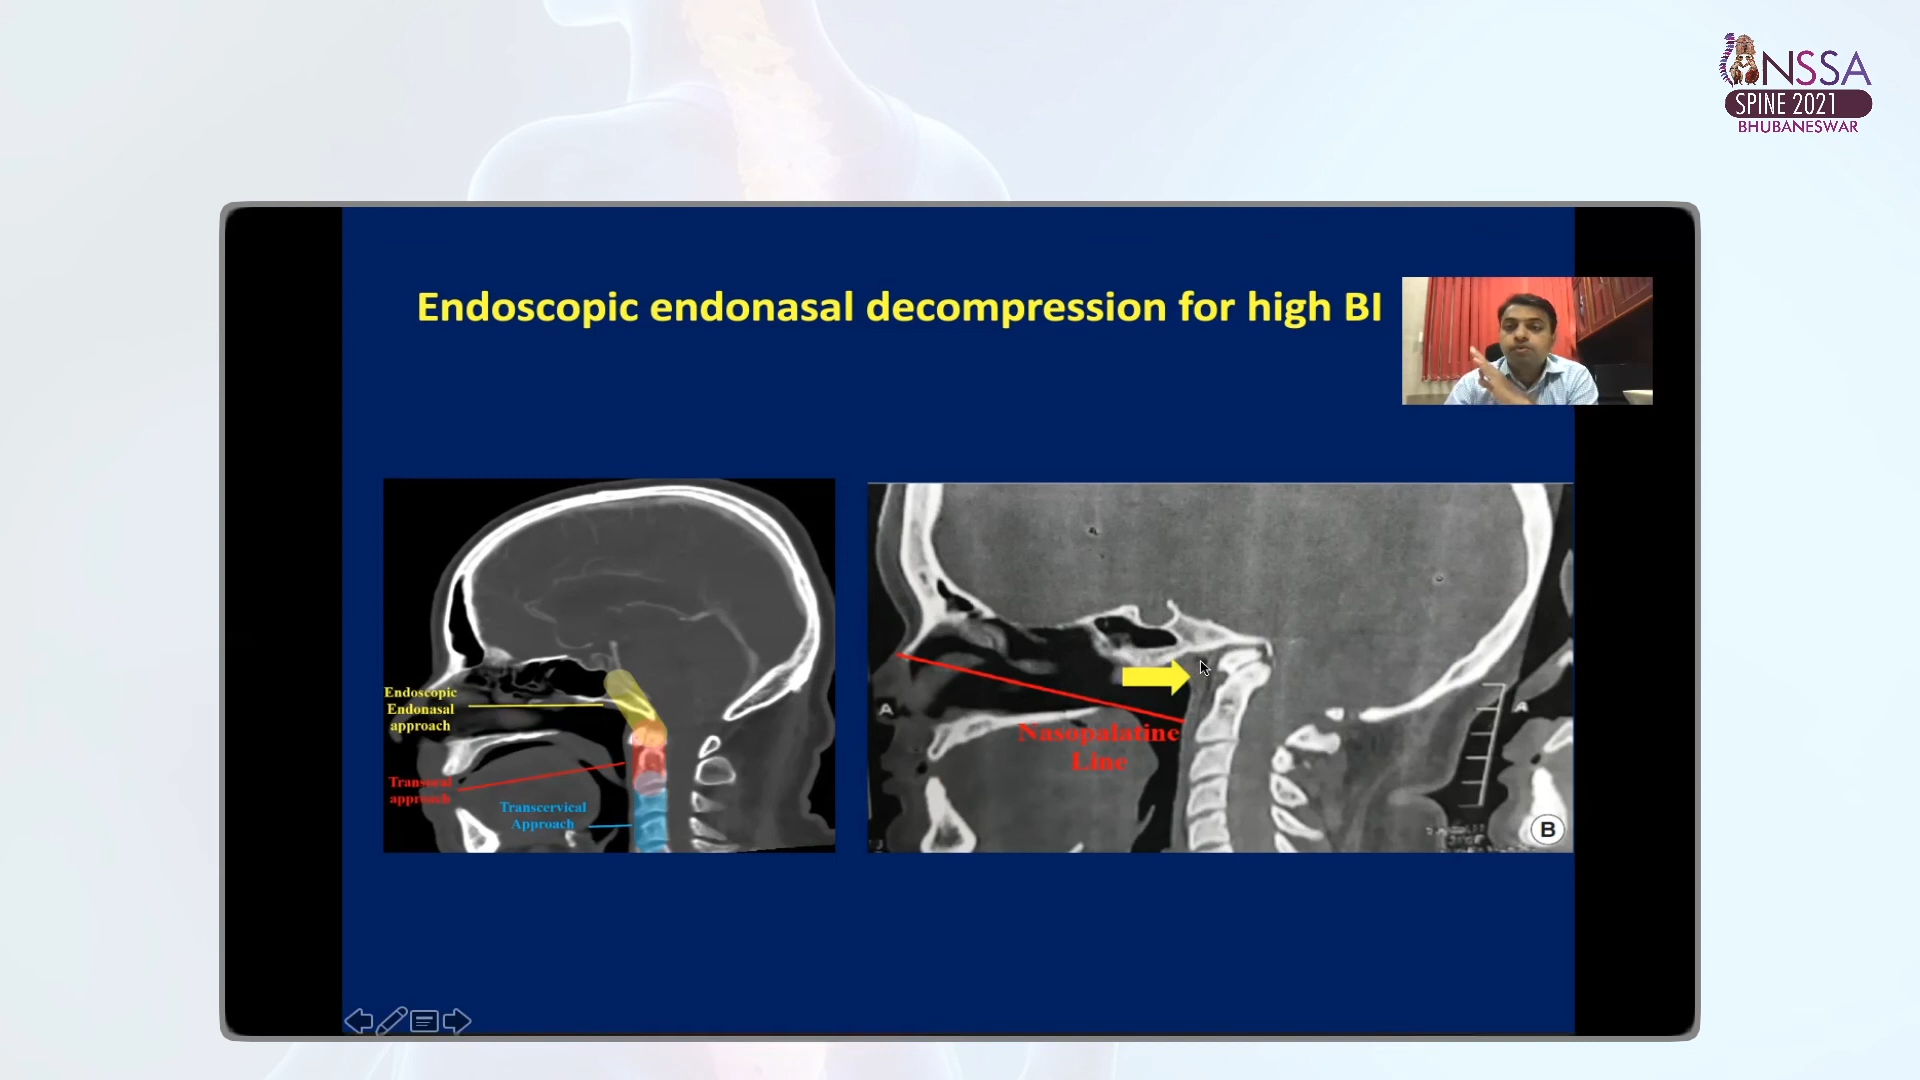 NSSA
SPINE 2021
BHUBANESWAR
Endoscopic endonasal decompression for high BI
Endoscopic
Endonasal
approach
Transoral
approach
Transcervical
Approach
A
Nasopalatine
Line
A
B